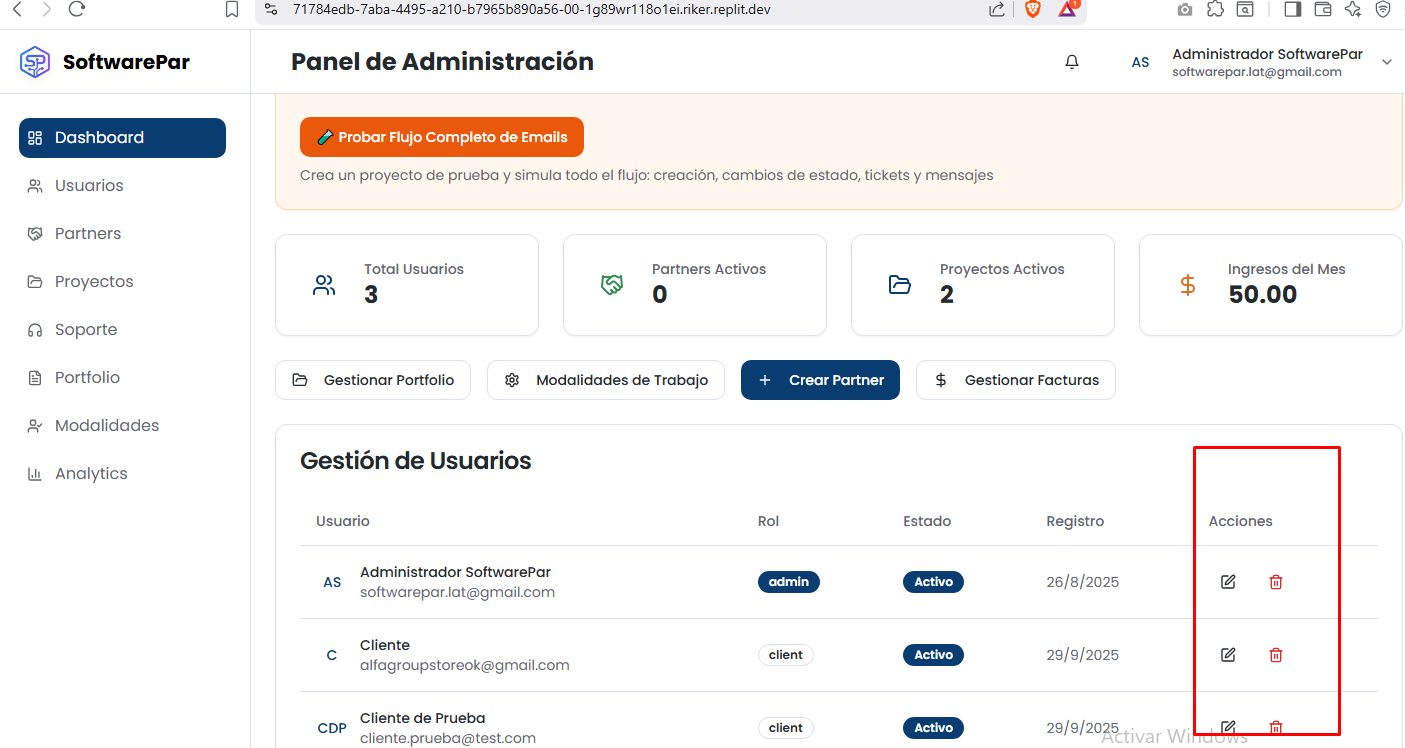 71784edb-7aba-4495-a210-b7965b890a56-00-1g89wr118o1ei.riker.replit.dev
1
SP SoftwarePar
Panel de Administración
AS
Administrador SoftwarePar
softwarepar.lat@gmail.com
Dashboard
Usuarios
Partners
Proyectos
Soporte
Portfolio
Modalidades
Analytics
Probar Flujo Completo de Emails
Crea un proyecto de prueba y simula todo el flujo: creación, cambios de estado, tickets y mensajes
Total Usuarios
3
Partners Activos
0
Proyectos Activos
2
Ingresos del Mes
50.00
Gestionar Portfolio
Modalidades de Trabajo
Crear Partner
Gestionar Facturas
Gestión de Usuarios
Usuario Rol Estado Registro Acciones
AS Administrador SoftwarePar admin Activo 26/8/2025
softwarepar.lat@gmail.com
C Cliente client Activo 29/9/2025
alfagroupstoreok@gmail.com
CDP Cliente de Prueba client Activo 29/9/2025
cliente.prueba@test.com
Activar Windows